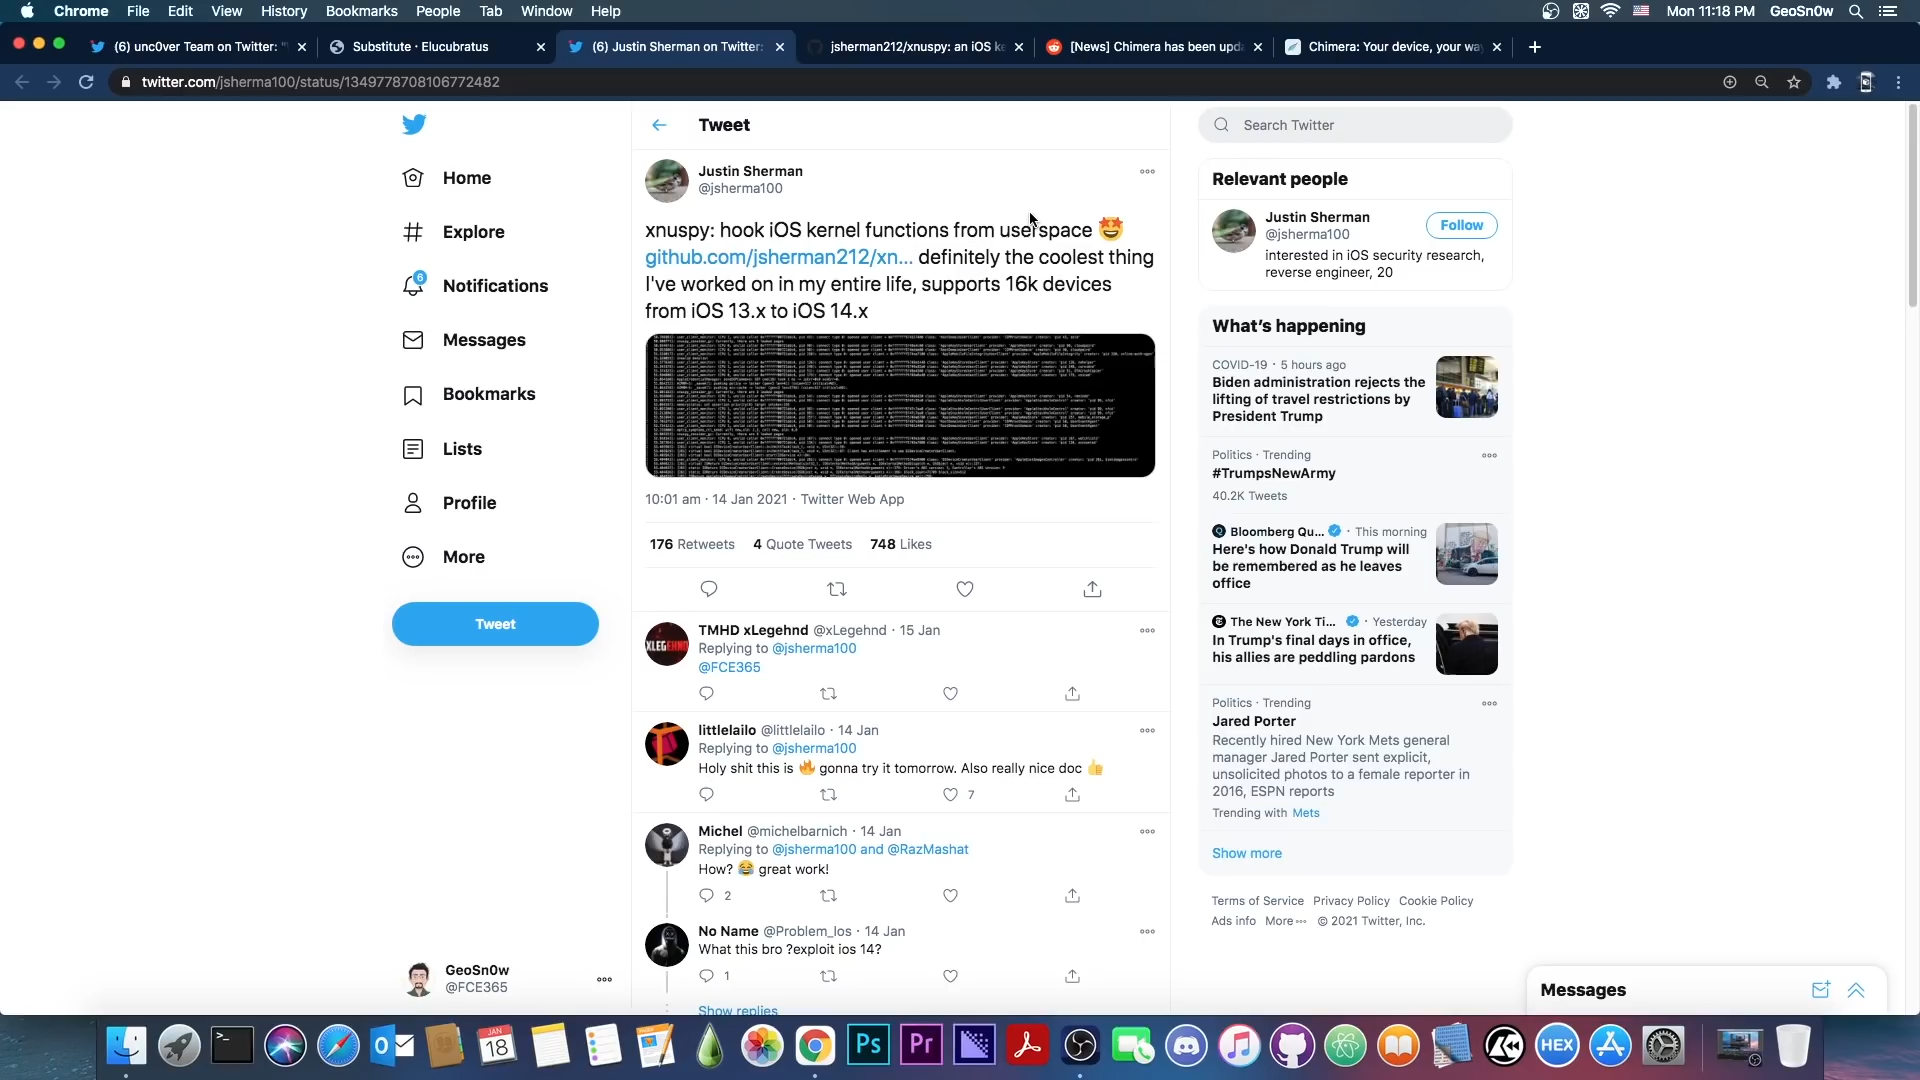 Chrome File Edit View History Bookmarks People Tab Window Help
Mon 11:18 PM GeoSn0w
(6) unc0ver Team on Twitter: "
Substitute · Elucubratus
(6) Justin Sherman on Twitter:
jsherman212/xnuspy: an iOS ke
[News] Chimera has been upda
Chimera: Your device, your wa
twitter.com/jsherma100/status/1349778708106772482
Home
Explore
6
Notifications
Messages
Bookmarks
Lists
Profile
More
Tweet
GeoSn0w
@FCE365
Tweet
Justin Sherman
@jsherma100
xnuspy: hook iOS kernel functions from userspace 🤩
github.com/jsherman212/xn... definitely the coolest thing
I've worked on in my entire life, supports 16k devices
from iOS 13.x to iOS 14.x
10:01 am · 14 Jan 2021 · Twitter Web App
176 Retweets 4 Quote Tweets 748 Likes
TMHD xLegehnd @xLegehnd · 15 Jan
XLEGEHND
Replying to @jsherma100
@FCE365
littlelailo @littlelailo · 14 Jan
Replying to @jsherma100
Holy shit this is 🔥 gonna try it tomorrow. Also really nice doc 👍
7
Michel @michelbarnich · 14 Jan
Replying to @jsherma100 and @RazMashat
How? 😂 great work!
2
No Name @Problem_Ios · 14 Jan
What this bro ?exploit ios 14?
1
Show replies
Search Twitter
Relevant people
Justin Sherman
@jsherma100
Follow
interested in iOS security research,
reverse engineer, 20
What's happening
COVID-19 · 5 hours ago
Biden administration rejects the
lifting of travel restrictions by
President Trump
Politics · Trending
#TrumpsNewArmy
40.2K Tweets
Bloomberg Qu... · This morning
Here's how Donald Trump will
be remembered as he leaves
office
The New York Ti... · Yesterday
In Trump's final days in office,
his allies are peddling pardons
Politics · Trending
Jared Porter
Recently hired New York Mets general
manager Jared Porter sent explicit,
unsolicited photos to a female reporter in
2016, ESPN reports
Trending with Mets
Show more
Terms of Service Privacy Policy Cookie Policy
Ads info More © 2021 Twitter, Inc.
Messages
JAN
18
Ps
Pr
HEX